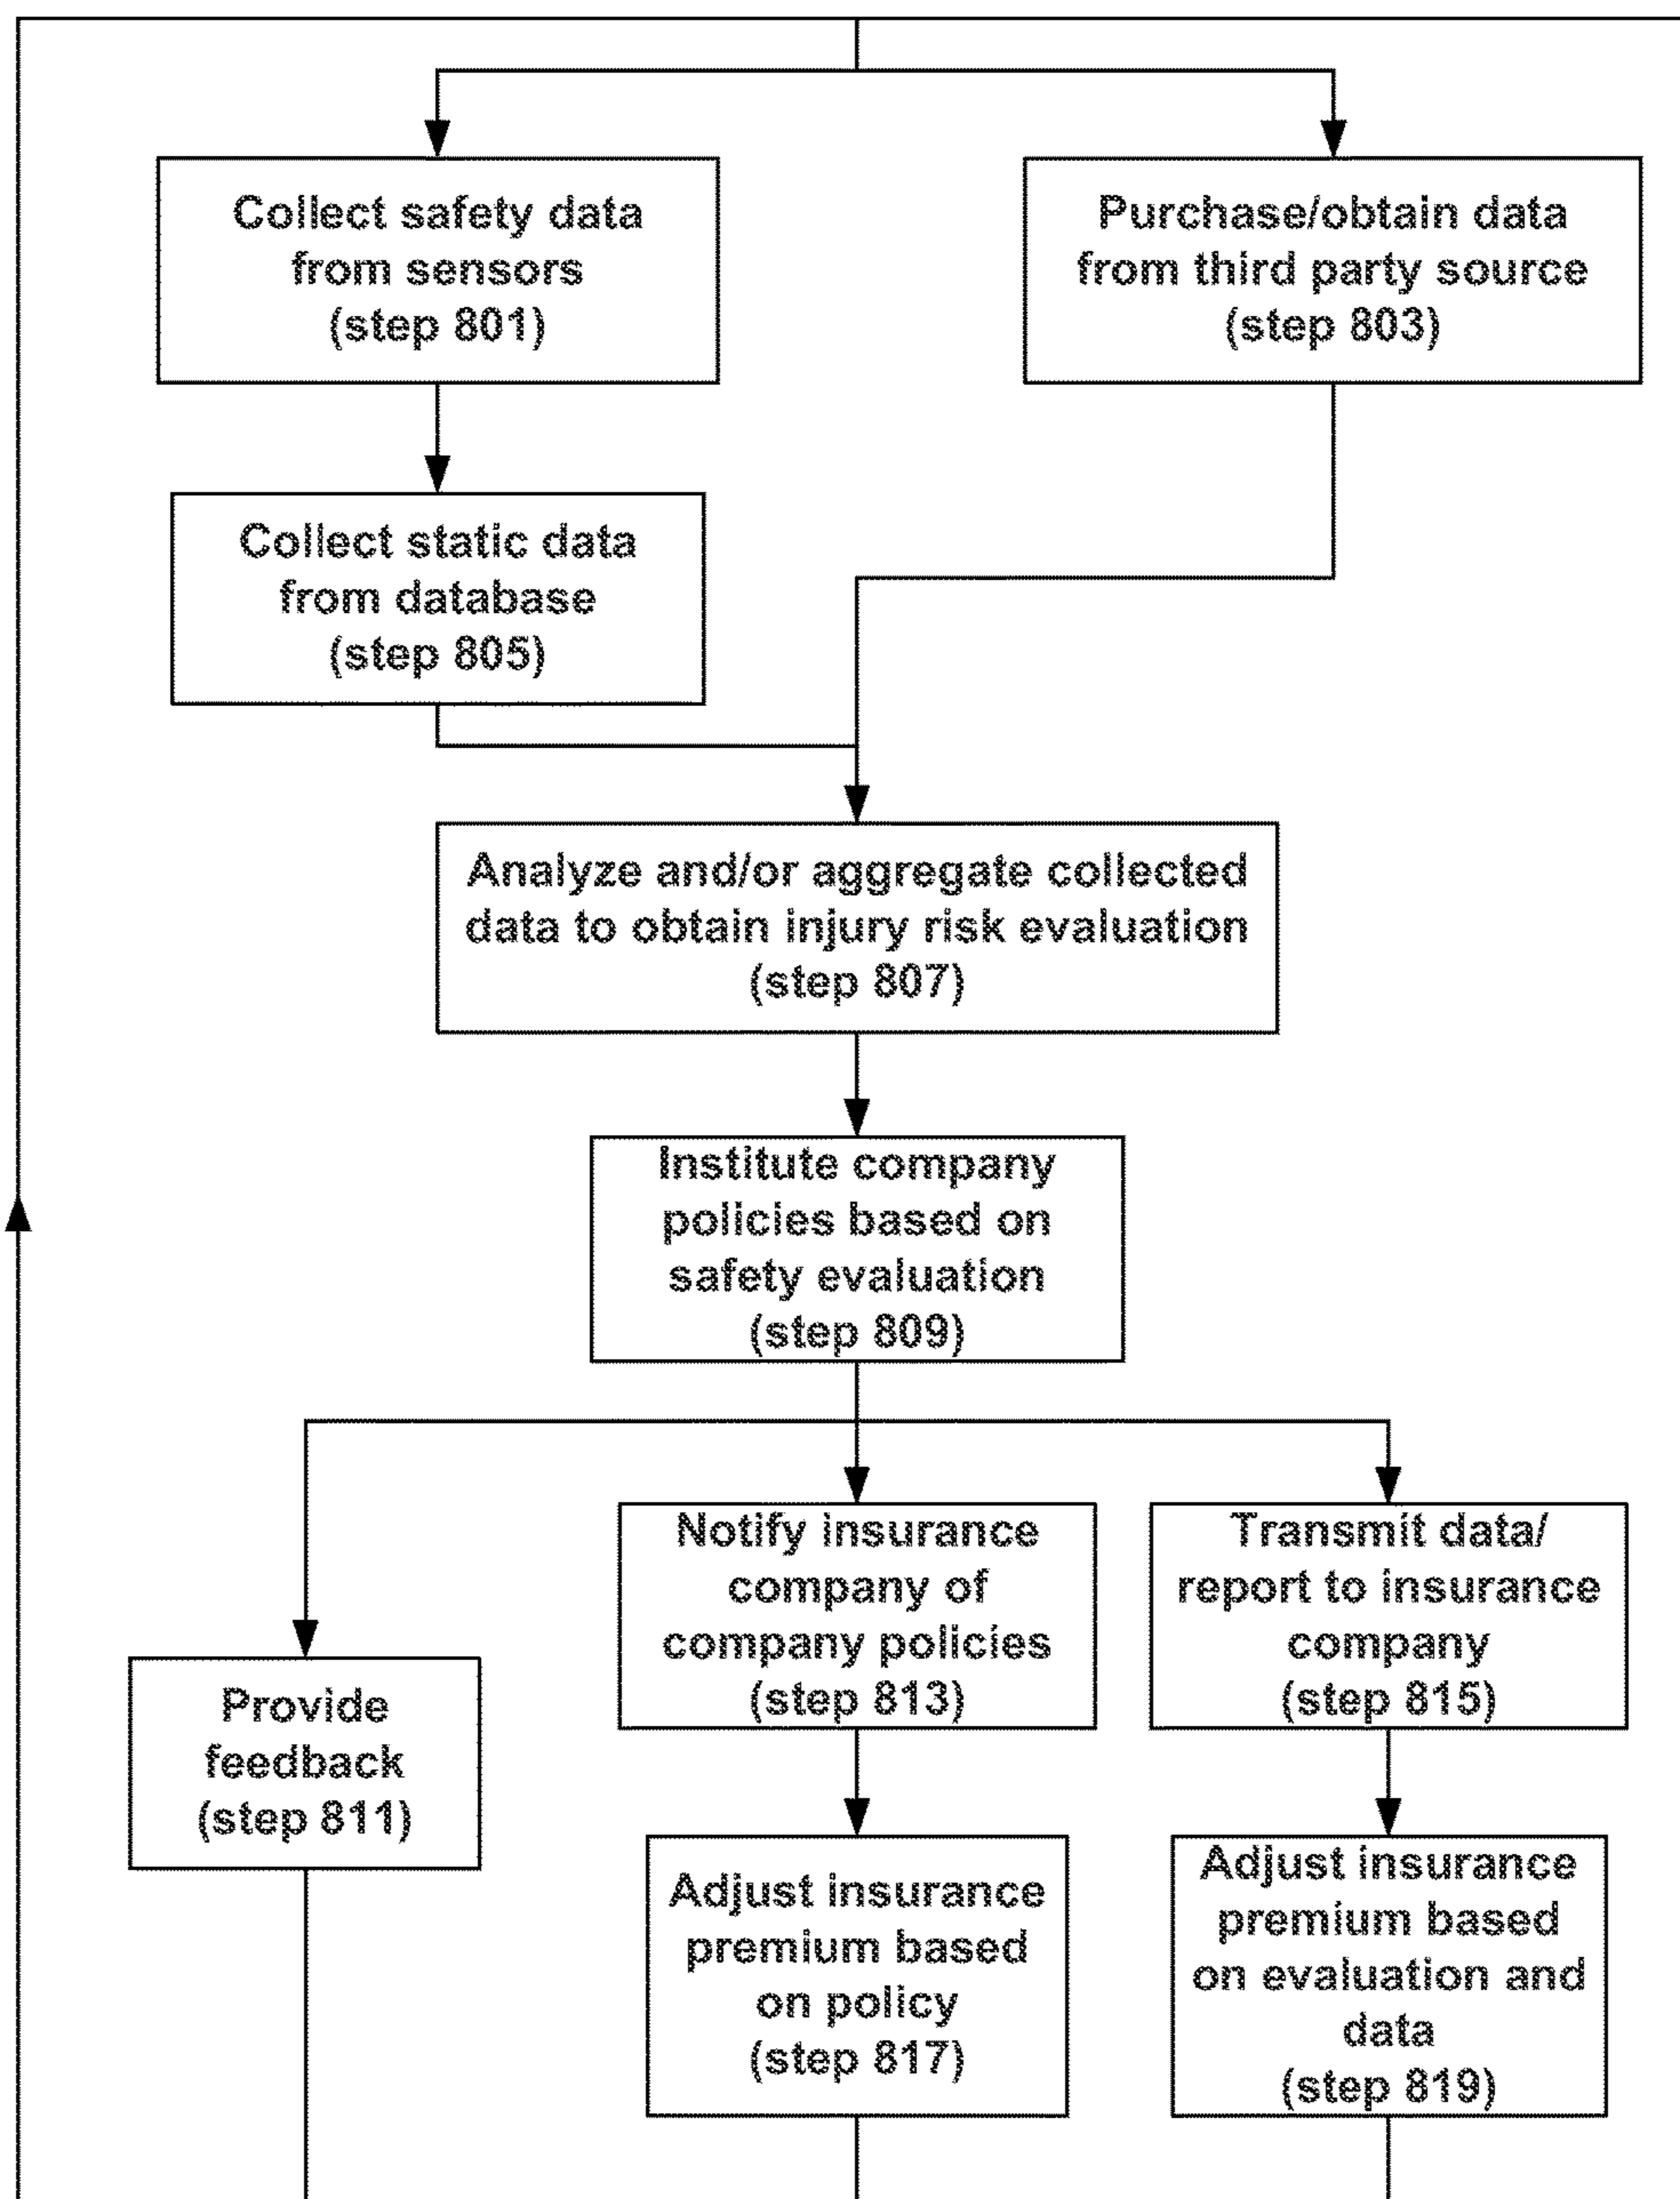 Collect safety data
from sensors
(step 801)
Purchase/obtain data
from third party source
(step 803)
Collect static data
from database
(step 805)
Analyze and/or aggregate collected
data to obtain injury risk evaluation
(step 807)
Institute company
policies based on
safety evaluation
(step 809)
Provide
feedback
(step 811)
Notify insurance
company of
company policies
(step 813)
Transmit data/
report to insurance
company
(step 815)
Adjust insurance
premium based
on policy
(step 817)
Adjust insurance
premium based
on evaluation and
data
(step 819)